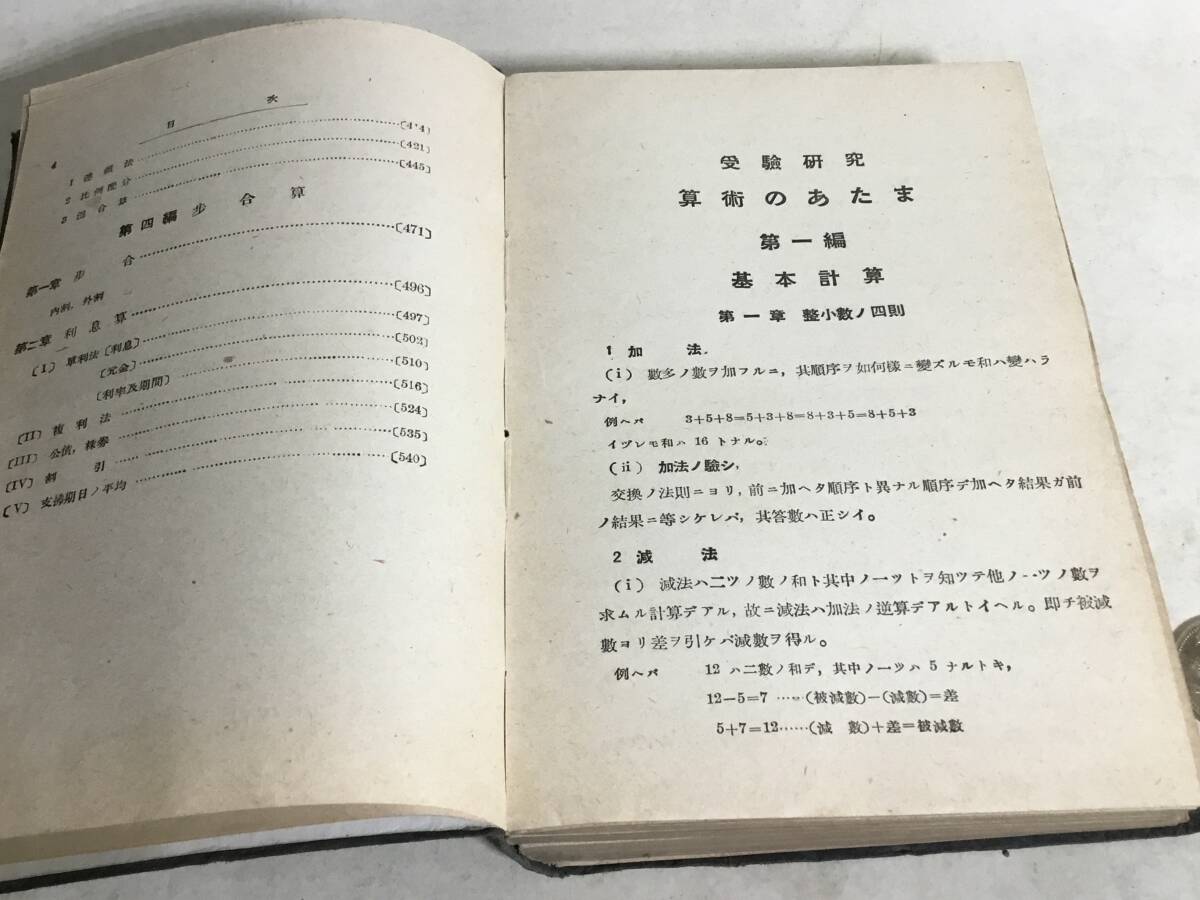 目次
4
1 連鎖法……[4·4]
2 比例配分……[421]
3 混合算……[445]
第四編 步合算
第一章 步合……[471]
内割，外割
第二章 利息算……[496]
[I] 單利法〔利息〕……[497]
〔元金〕……[502]
〔利率及期間〕……[510]
[II] 複利法……[516]
[III] 公債，株券……[524]
[IV] 割引……[535]
[V] 支拂期日ノ平均……[540]
受驗研究
算術のあたま
第一編
基本計算
第一章 整小數ノ四則
1 加法.
(i) 數多ノ數ヲ加フルニ，其順序ヲ如何樣ニ變ズルモ和ハ變ハラ
ナイ，
例ヘバ 3+5+8=5+3+8=8+3+5=8+5+3
イヅレモ和ハ 16 トナル。
(ii) 加法ノ驗シ，
交換ノ法則ニヨリ，前ニ加ヘタ順序ト異ナル順序デ加ヘタ結果ガ前
ノ結果ニ等シケレバ，其答數ハ正シイ。
2 減法
(i) 減法ハ二ツノ數ノ和ト其中ノ一ツトヲ知ツテ他ノ一ツノ數ヲ
求ムル計算デアル，故ニ減法ハ加法ノ逆算デアルトイヘル。即チ被減
數ヨリ差ヲ引ケバ減數ヲ得ル。
例ヘバ 12 ハ二數ノ和デ，其中ノ一ツハ 5 ナルトキ，
12−5=7 ……(被減數)−(減數)=差
5+7=12……(減數)+差=被減數